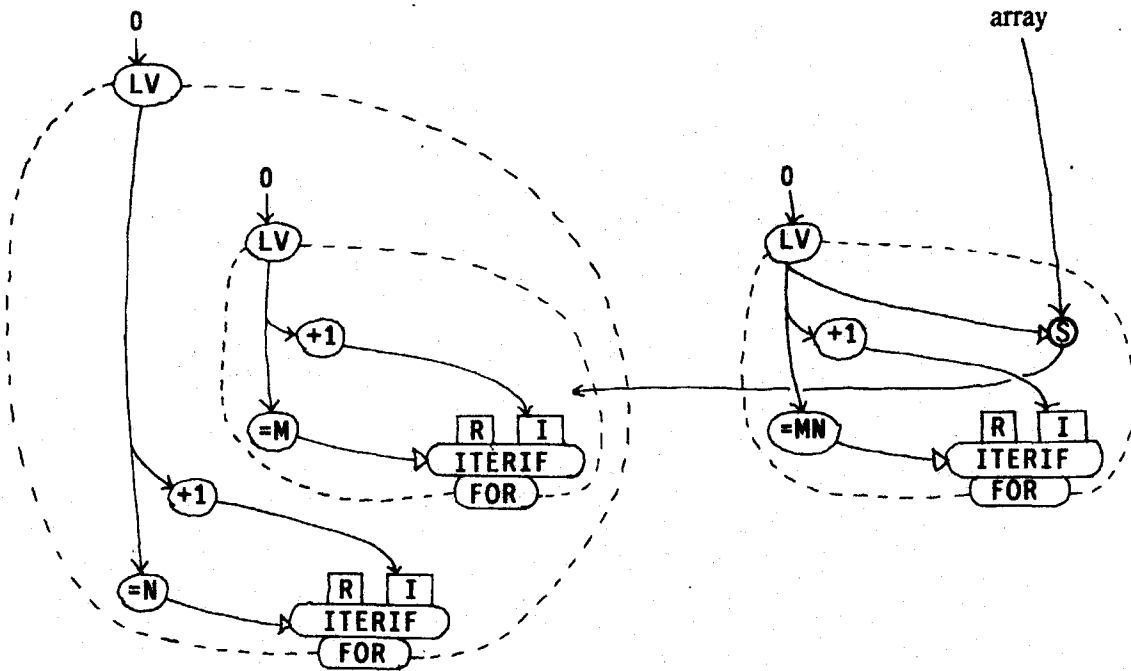 0
array
LV
0
LV
+1
=M
R I
ITERIF
FOR
+1
=N
R I
ITERIF
FOR
0
LV
S
+1
=MN
R I
ITERIF
FOR